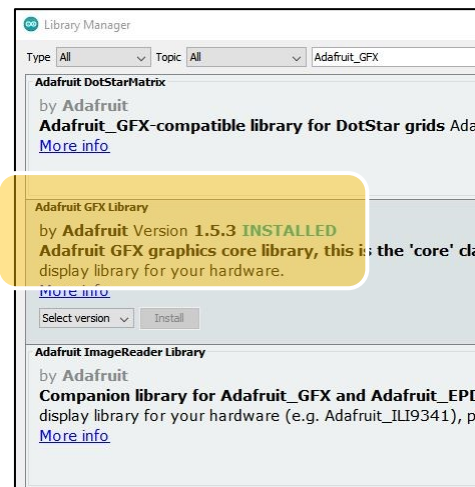 Library Manager
Type All Topic All Adafruit_GFX
Adafruit DotStarMatrix
by Adafruit
Adafruit_GFX-compatible library for DotStar grids Ada
More info
Adafruit GFX Library
by Adafruit Version 1.5.3 INSTALLED
Adafruit GFX graphics core library, this is the 'core' cla
display library for your hardware.
More info
Select version Install
Adafruit ImageReader Library
by Adafruit
Companion library for Adafruit_GFX and Adafruit_EPD
display library for your hardware (e.g. Adafruit_ILI9341), p
More info